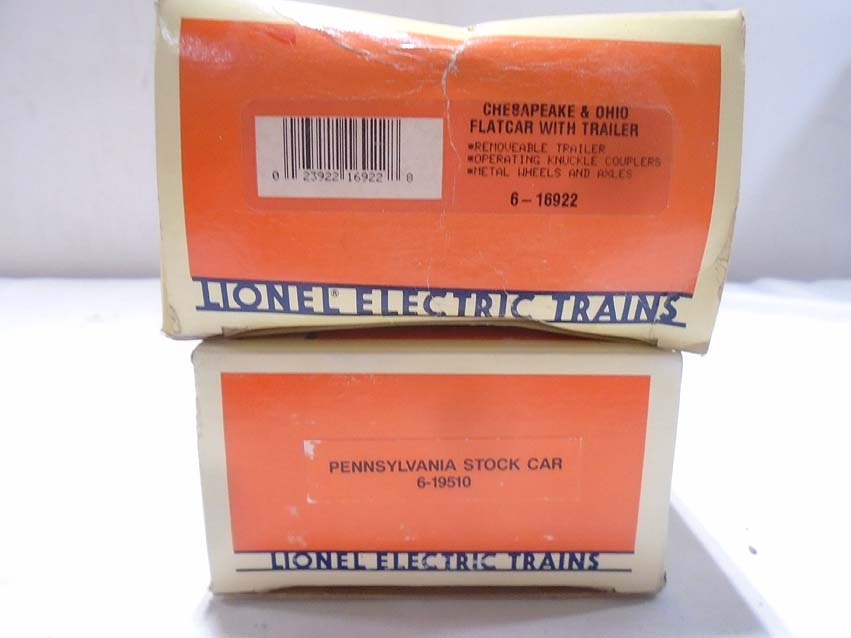 CHESAPEAKE & OHIO
FLATCAR WITH TRAILER
*REMOVEABLE TRAILER
*OPERATING KNUCKLE COUPLERS
*METAL WHEELS AND AXLES
0 23922 16922 8
6-16922
LIONEL® ELECTRIC TRAINS
PENNSYLVANIA STOCK CAR
6-19510
LIONEL ELECTRIC TRAINS